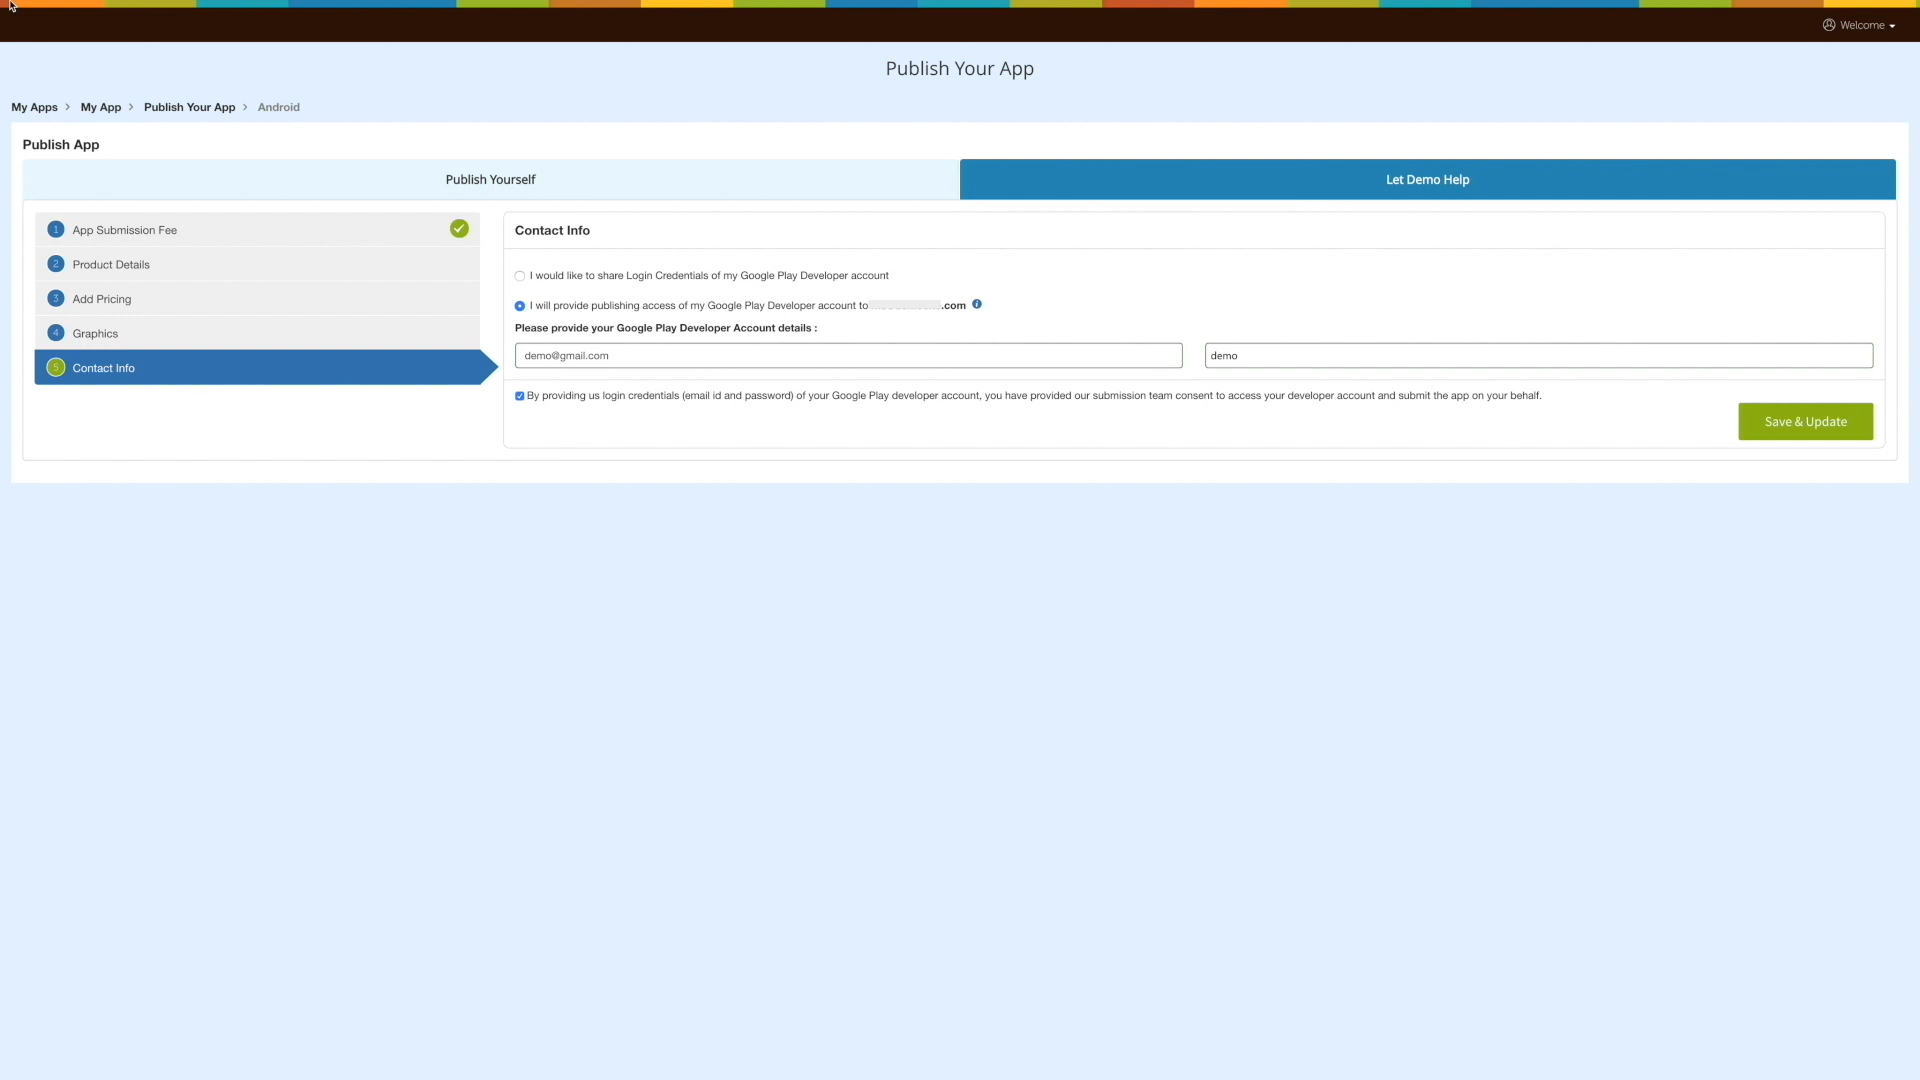 Welcome
Publish Your App
My Apps > My App > Publish Your App > Android
Publish App
Publish Yourself
Let Demo Help
1 App Submission Fee
2 Product Details
3 Add Pricing
4 Graphics
5 Contact Info
Contact Info
I would like to share Login Credentials of my Google Play Developer account
I will provide publishing access of my Google Play Developer account to .com
Please provide your Google Play Developer Account details :
demo@gmail.com
demo
By providing us login credentials (email id and password) of your Google Play developer account, you have provided our submission team consent to access your developer account and submit the app on your behalf.
Save & Update